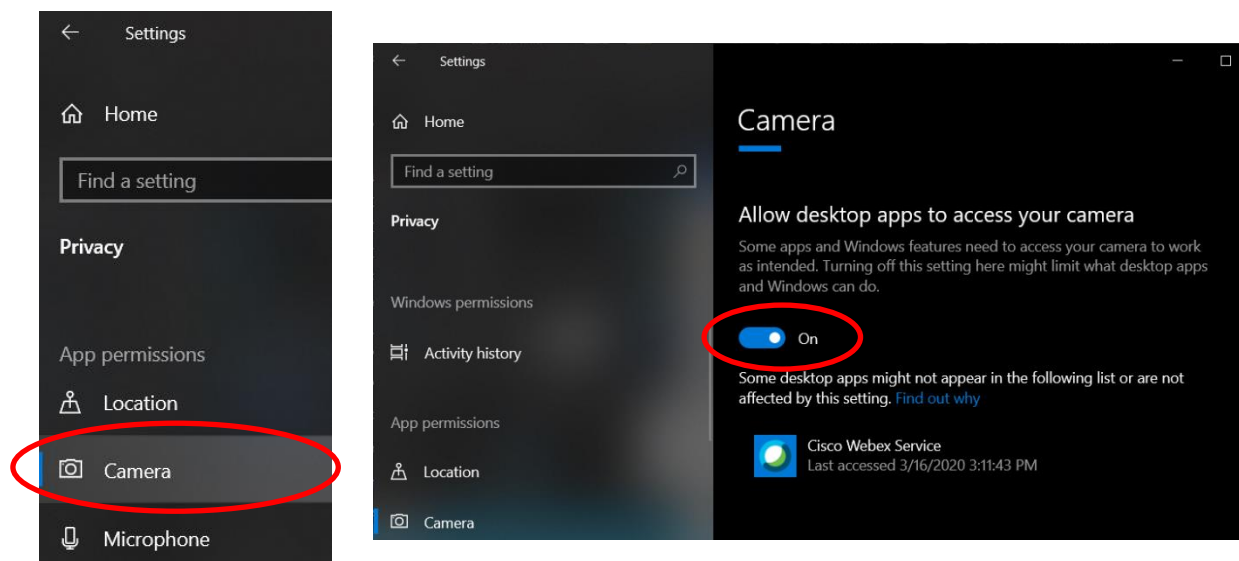 Settings
Home
Find a setting
Privacy
App permissions
Location
Camera
Microphone
Settings
Home
Find a setting
Privacy
Windows permissions
Activity history
App permissions
Location
Camera
Camera
Allow desktop apps to access your camera
Some apps and Windows features need to access your camera to work
as intended. Turning off this setting here might limit what desktop apps
and Windows can do.
On
Some desktop apps might not appear in the following list or are not
affected by this setting. Find out why
Cisco Webex Service
Last accessed 3/16/2020 3:11:43 PM